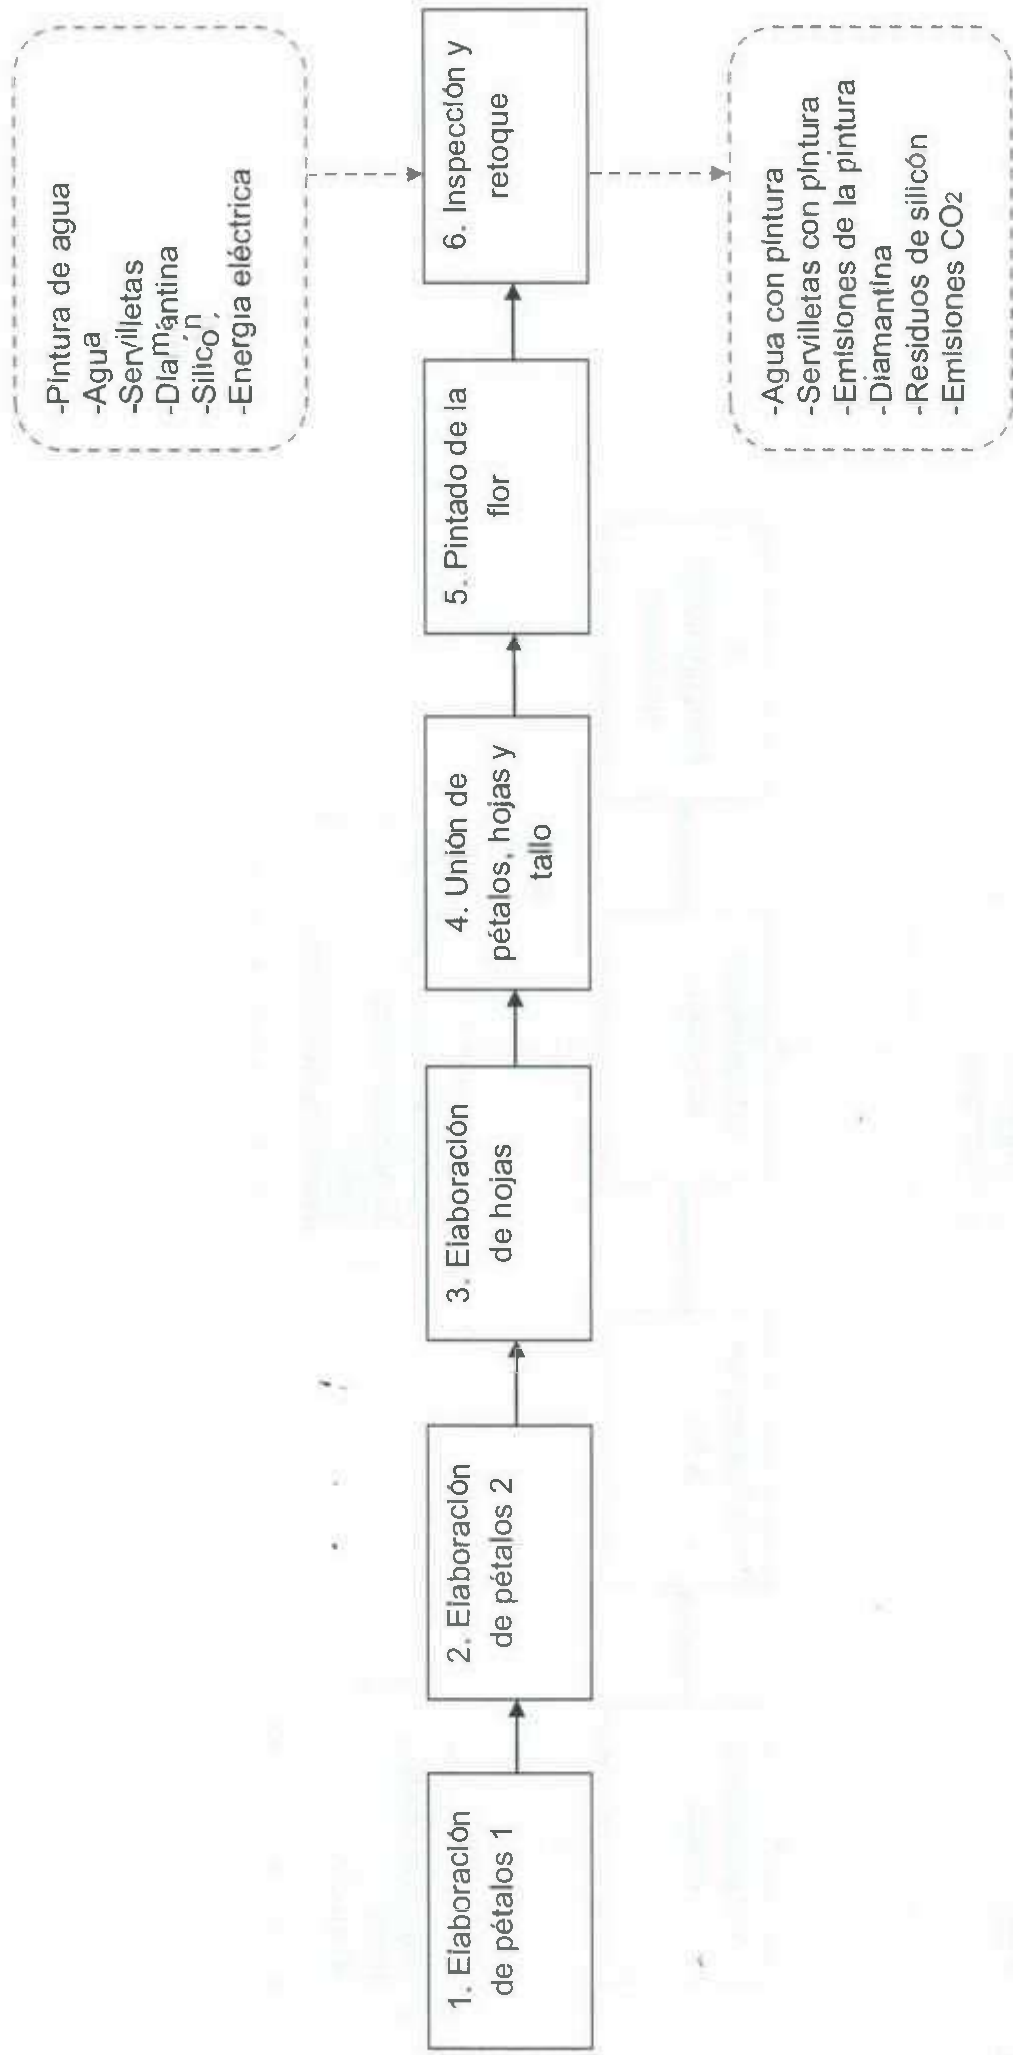 -Pintura de agua
-Agua
-Servilletas
-Diamantina
-Silicón
-Energía eléctrica
1. Elaboración
de pétalos 1
2. Elaboración
de pétalos 2
3. Elaboración
de hojas
4. Unión de
pétalos, hojas y
tallo
5. Pintado de la
flor
6. Inspección y
retoque
-Agua con pintura
-Servilletas con pintura
-Emisiones de la pintura
-Diamantina
-Residuos de silicón
-Emisiones CO2